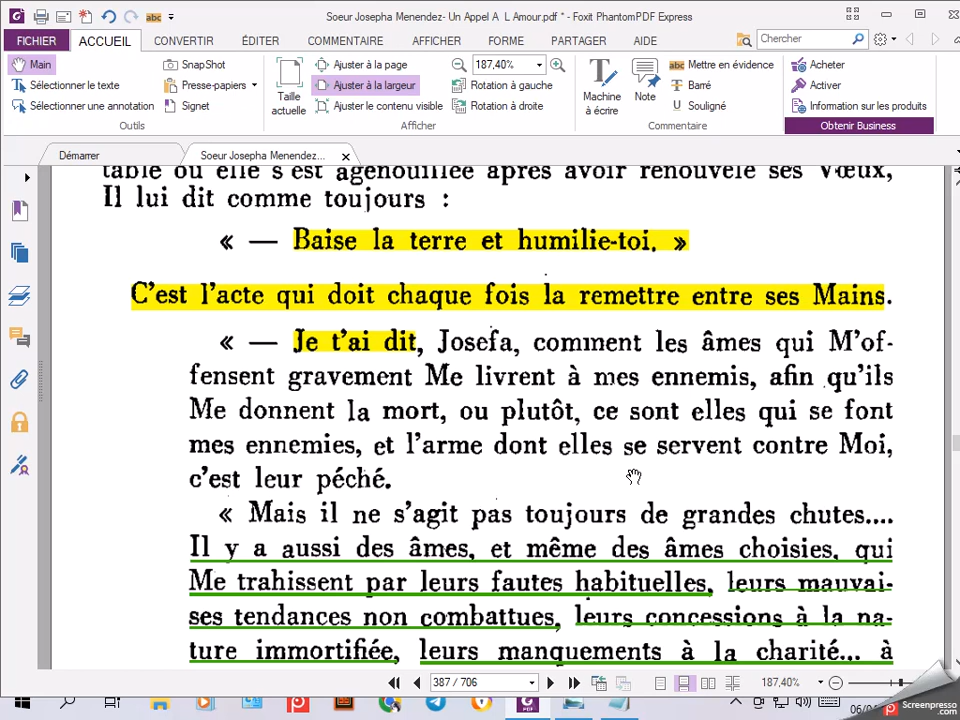 Soeur Josepha Menendez- Un Appel A L Amour.pdf * - Foxit PhantomPDF Express
FICHIER ACCUEIL CONVERTIR ÉDITER COMMENTAIRE AFFICHER FORME PARTAGER AIDE Chercher
Main SnapShot Ajuster à la page 187,40% abc Mettre en évidence Acheter
Sélectionner le texte Presse-papiers Ajuster à la largeur Rotation à gauche Barré Activer
Sélectionner une annotation Signet Taille actuelle Ajuster le contenu visible Rotation à droite Machine à écrire Note Souligné Information sur les produits
Outils Afficher Commentaire Obtenir Business
Démarrer Soeur Josepha Menendez...
table où elle s'est agenouillée après avoir renouvelé ses Vœux,
Il lui dit comme toujours :
« — Baise la terre et humilie-toi. »
C'est l'acte qui doit chaque fois la remettre entre ses Mains.
« — Je t'ai dit, Josefa, comment les âmes qui M'of-
fensent gravement Me livrent à mes ennemis, afin qu'ils
Me donnent la mort, ou plutôt, ce sont elles qui se font
mes ennemies, et l'arme dont elles se servent contre Moi,
c'est leur péché.
« Mais il ne s'agit pas toujours de grandes chutes....
Il y a aussi des âmes, et même des âmes choisies, qui
Me trahissent par leurs fautes habituelles, leurs mauvai-
ses tendances non combattues, leurs concessions à la na-
ture immortifiée, leurs manquements à la charité... à
387 / 706 187,40%
Screenpresso
.com